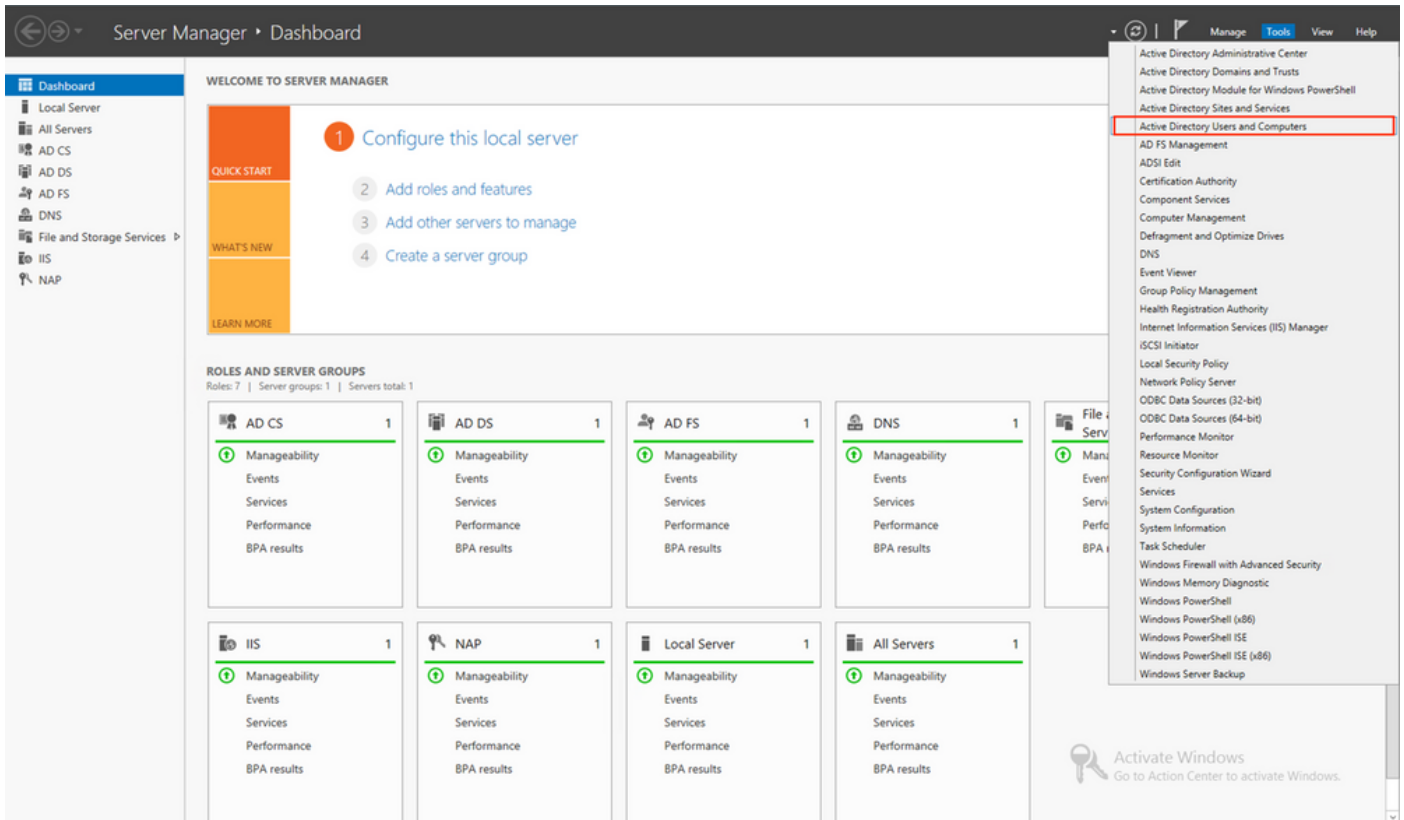 Server Manager • Dashboard
Manage Tools View Help
Dashboard
Local Server
All Servers
AD CS
AD DS
AD FS
DNS
File and Storage Services
IIS
NAP
WELCOME TO SERVER MANAGER
QUICK START
WHAT'S NEW
LEARN MORE
1 Configure this local server
2 Add roles and features
3 Add other servers to manage
4 Create a server group
ROLES AND SERVER GROUPS
Roles: 7 | Server groups: 1 | Servers total: 1
AD CS 1
Manageability
Events
Services
Performance
BPA results
AD DS 1
Manageability
Events
Services
Performance
BPA results
AD FS 1
Manageability
Events
Services
Performance
BPA results
DNS 1
Manageability
Events
Services
Performance
BPA results
File
Serv
Mana
Even
Servi
Perfo
BPA
IIS 1
Manageability
Events
Services
Performance
BPA results
NAP 1
Manageability
Events
Services
Performance
BPA results
Local Server 1
Manageability
Events
Services
Performance
BPA results
All Servers 1
Manageability
Events
Services
Performance
BPA results
Active Directory Administrative Center
Active Directory Domains and Trusts
Active Directory Module for Windows PowerShell
Active Directory Sites and Services
Active Directory Users and Computers
AD FS Management
ADSI Edit
Certification Authority
Component Services
Computer Management
Defragment and Optimize Drives
DNS
Event Viewer
Group Policy Management
Health Registration Authority
Internet Information Services (IIS) Manager
iSCSI Initiator
Local Security Policy
Network Policy Server
ODBC Data Sources (32-bit)
ODBC Data Sources (64-bit)
Performance Monitor
Resource Monitor
Security Configuration Wizard
Services
System Configuration
System Information
Task Scheduler
Windows Firewall with Advanced Security
Windows Memory Diagnostic
Windows PowerShell
Windows PowerShell (x86)
Windows PowerShell ISE
Windows PowerShell ISE (x86)
Windows Server Backup
Activate Windows
Go to Action Center to activate Windows.